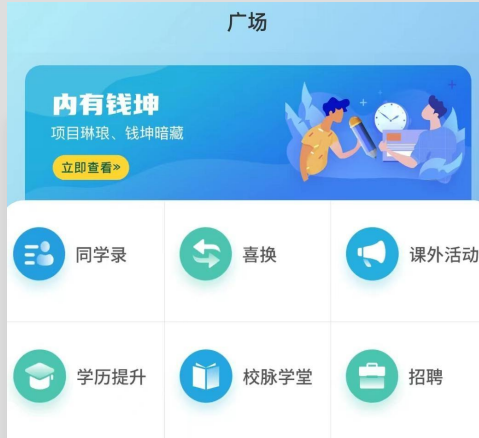 广场
内有钱坤
项目琳琅、钱坤暗藏
立即查看»
同学录
喜换
课外活动
学历提升
校脉学堂
招聘